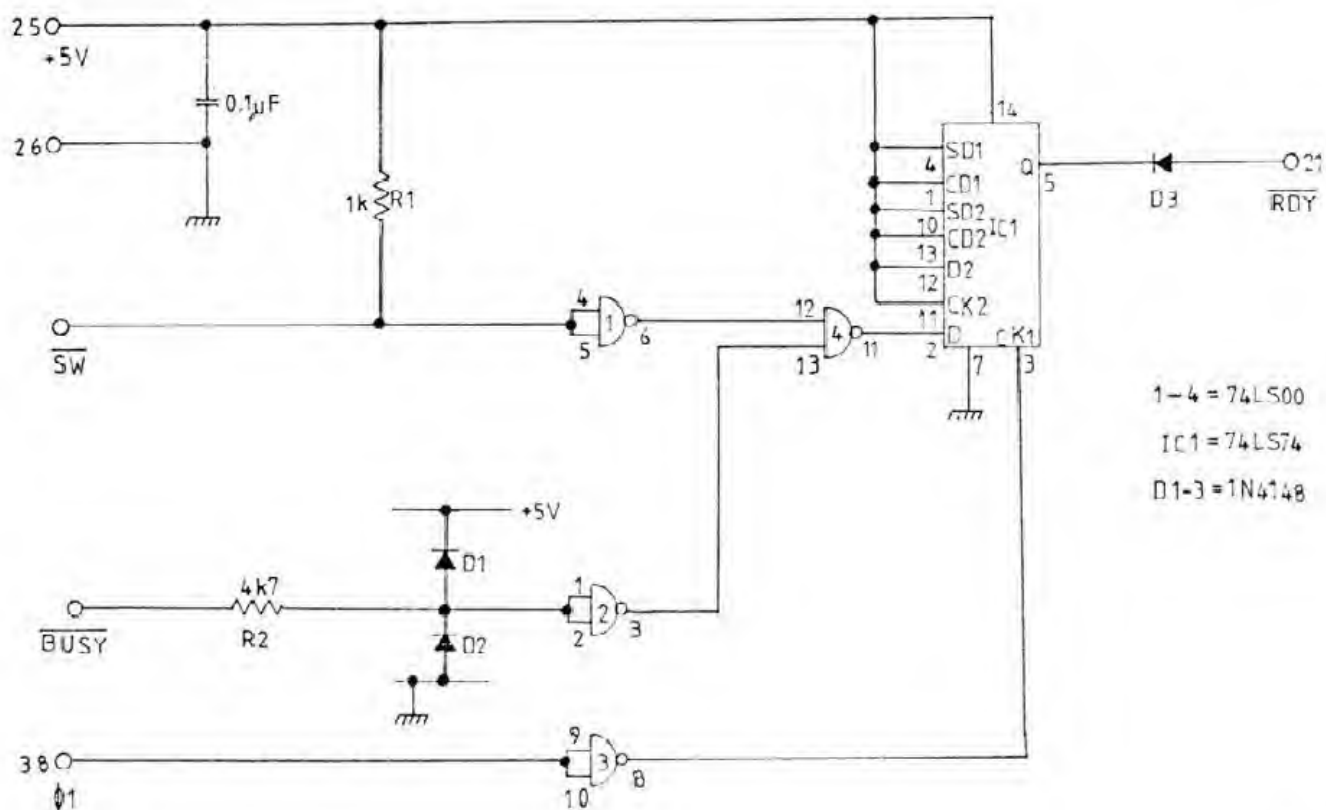 25
+5V
0.1µF
26
1k
R1
14
SD1
4
CD1
1
SD2
10
IC1
CD2
13
D2
12
CK2
11
D
2
CK1
3
7
Q
5
D3
21
RDY
SW
4
5
1
6
12
13
4
11
1-4 = 74LS00
IC1 = 74LS74
D1-3 = 1N4148
+5V
D1
4k7
R2
BUSY
D2
1
2
2
3
38
ϕ1
9
10
3
8